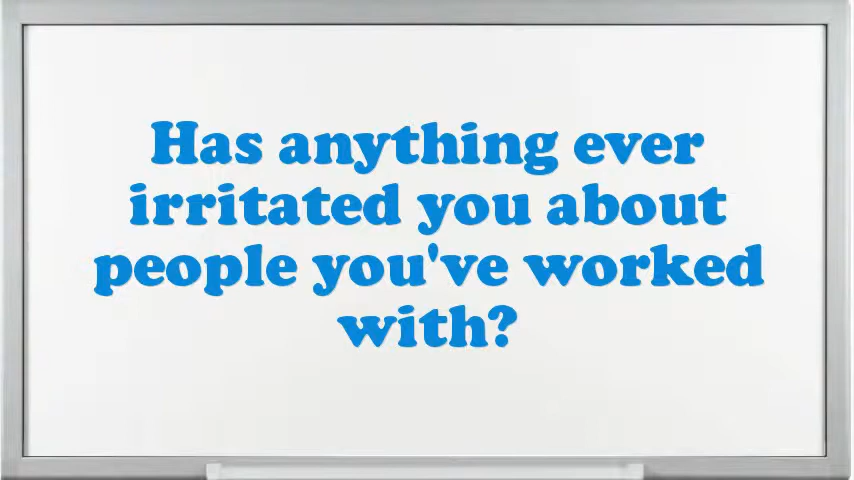 Has anything ever
irritated you about
people you've worked
with?